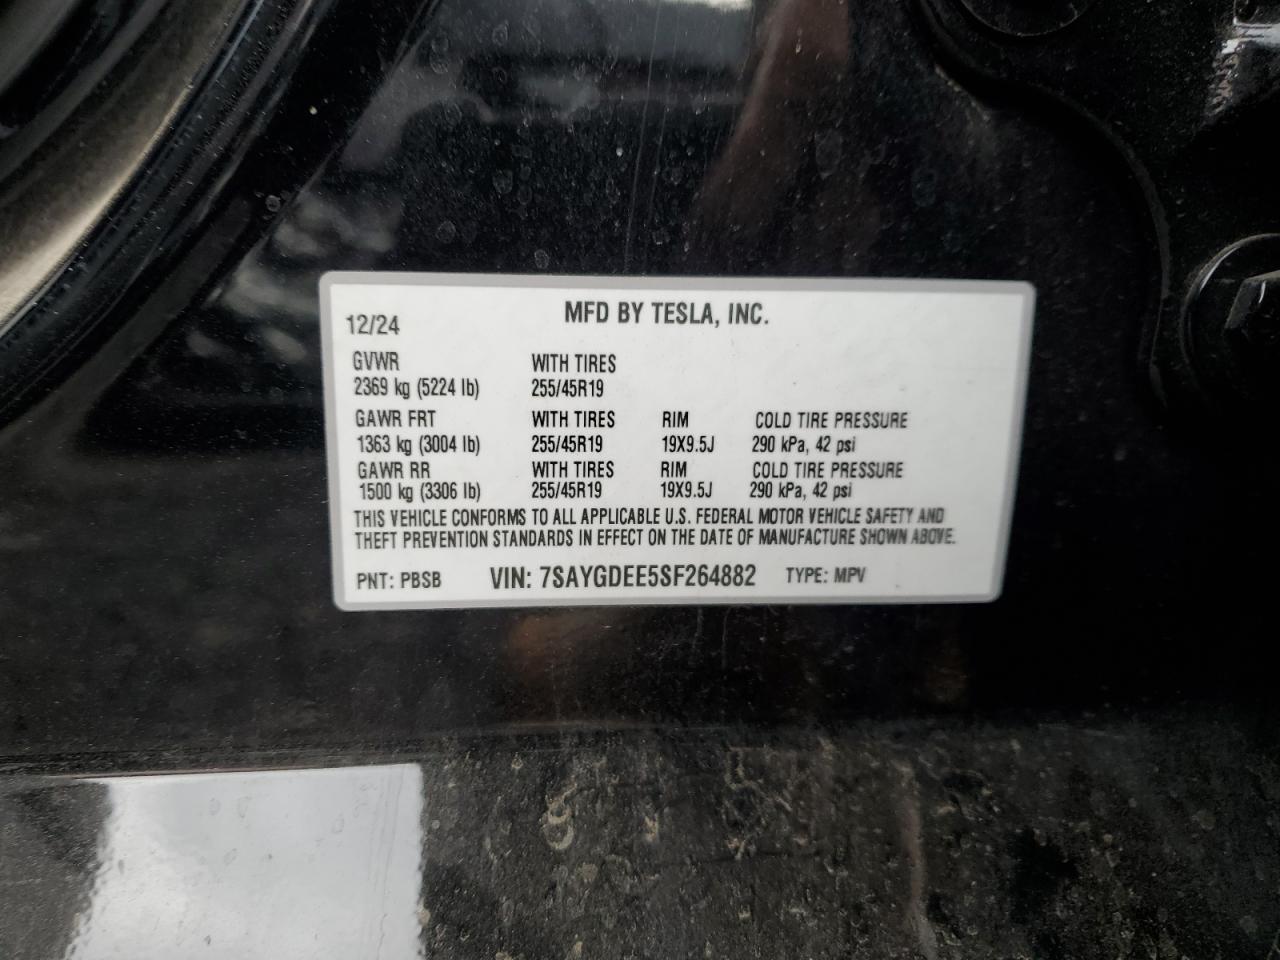 MFD BY TESLA, INC.
12/24
GVWR WITH TIRES
2369 kg (5224 lb) 255/45R19
GAWR FRT WITH TIRES RIM COLD TIRE PRESSURE
1363 kg (3004 lb) 255/45R19 19X9.5J 290 kPa, 42 psi
GAWR RR WITH TIRES RIM COLD TIRE PRESSURE
1500 kg (3306 lb) 255/45R19 19X9.5J 290 kPa, 42 psi
THIS VEHICLE CONFORMS TO ALL APPLICABLE U.S. FEDERAL MOTOR VEHICLE SAFETY AND
THEFT PREVENTION STANDARDS IN EFFECT ON THE DATE OF MANUFACTURE SHOWN ABOVE.
PNT: PBSB VIN: 7SAYGDEE5SF264882 TYPE: MPV